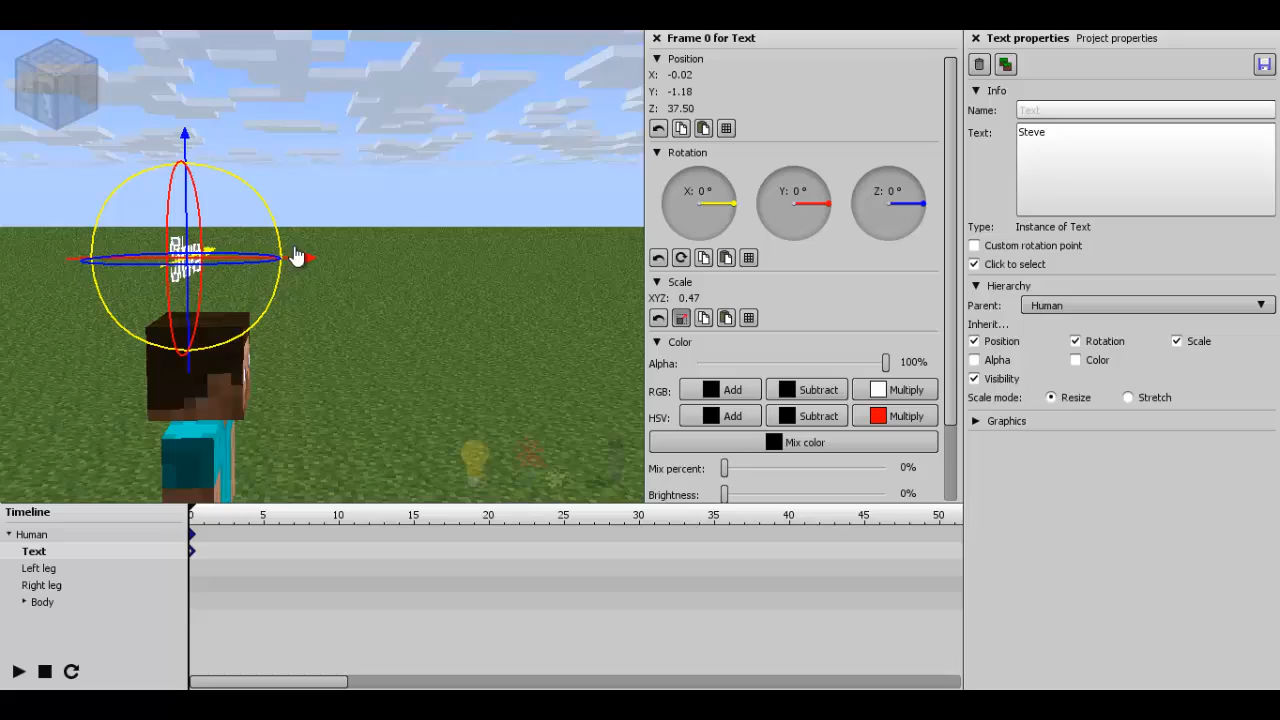 Frame 0 for Text
Position
X: -0.02
Y: -1.18
Z: 37.50
Rotation
X: 0 ° Y: 0 ° Z: 0 °
Scale
XYZ: 0.47
Color
Alpha: 100%
RGB: Add Subtract Multiply
HSV: Add Subtract Multiply
Mix color
Mix percent: 0%
Brightness: 0%
Text properties Project properties
Info
Name: Text
Text: Steve
Type: Instance of Text
Custom rotation point
Click to select
Hierarchy
Parent: Human
Inherit...
Position Rotation Scale
Alpha Color
Visibility
Scale mode: Resize Stretch
Graphics
Timeline
0 5 10 15 20 25 30 35 40 45 50
Human
Text
Left leg
Right leg
Body